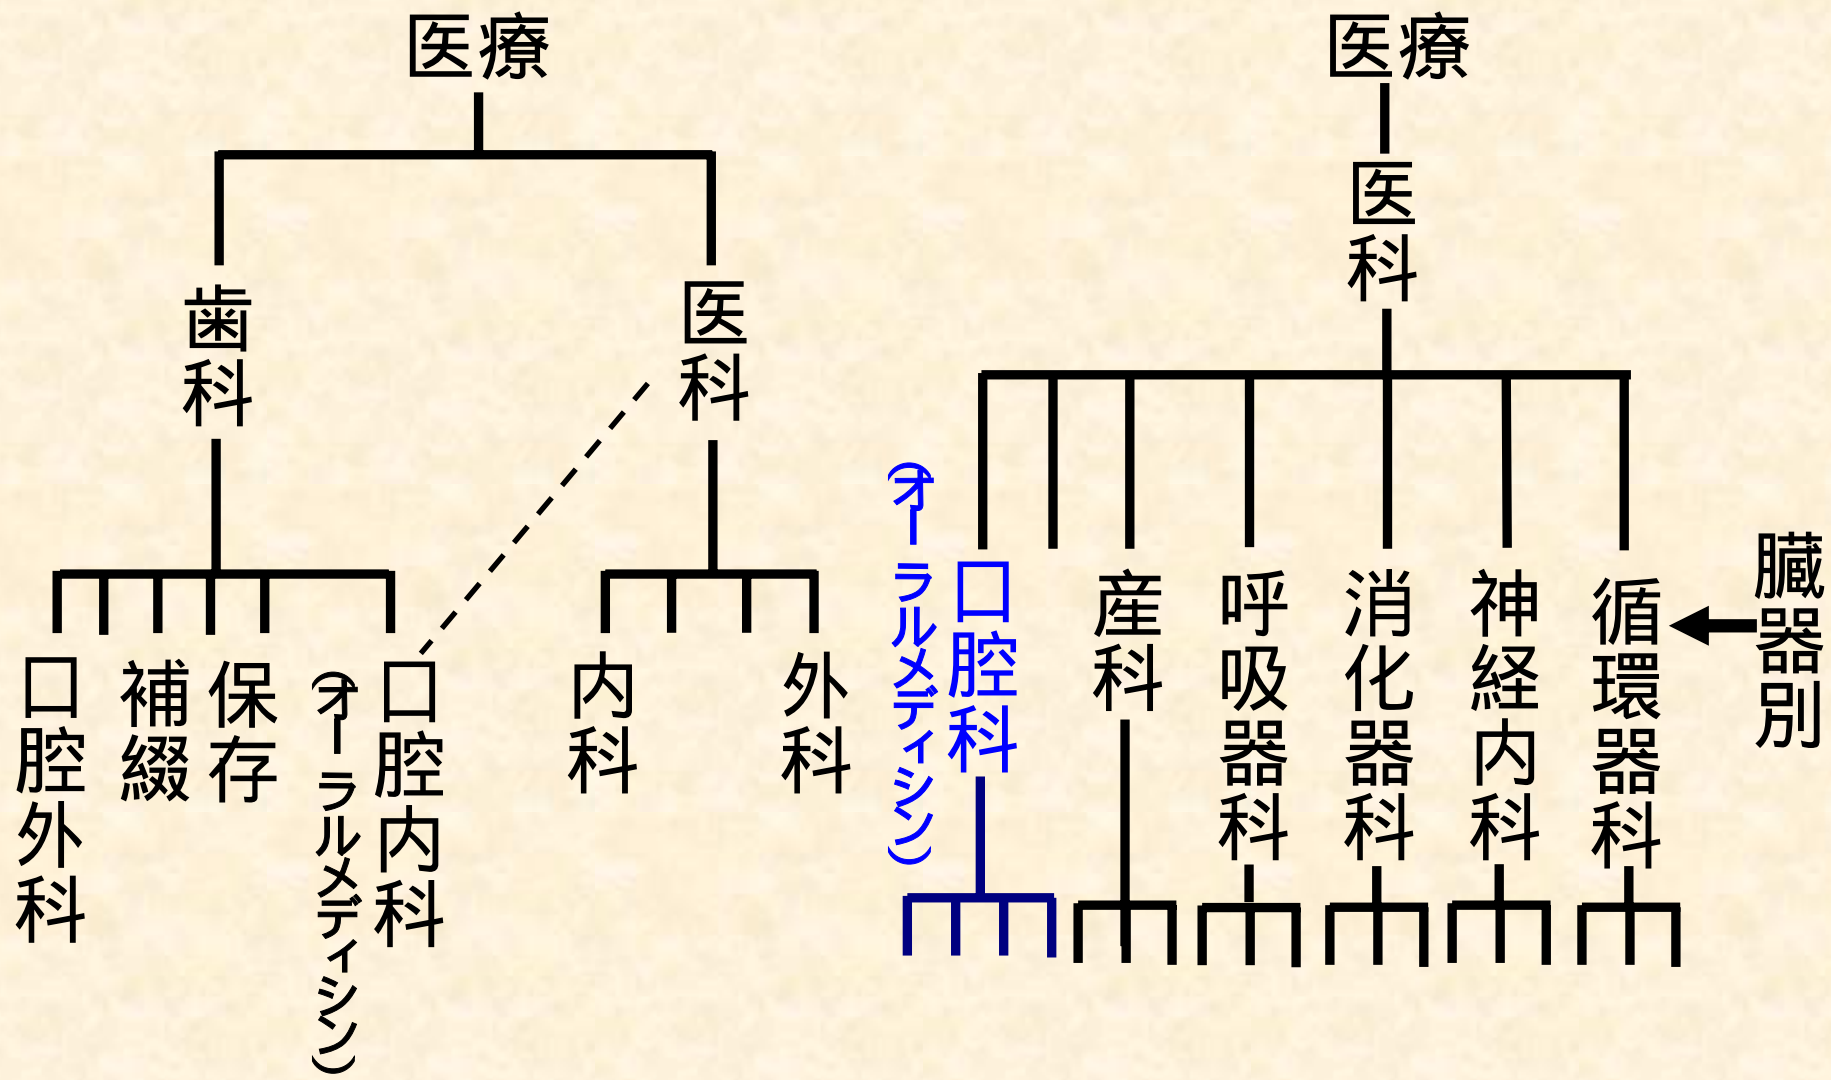 医療
歯科
医科
口腔外科
補綴
保存
口腔内科
（オーラルメディシン）
内科
外科
医療
医科
口腔科
（オーラルメディシン）
産科
呼吸器科
消化器科
神経内科
循環器科
臓器別